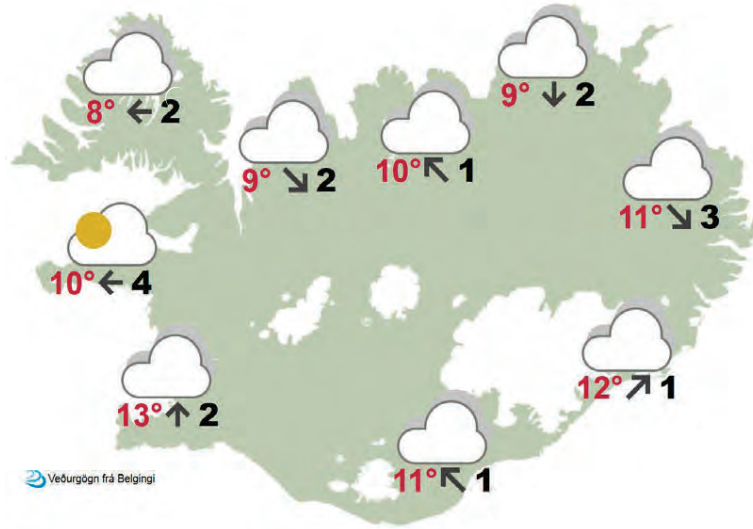 8° ← 2
9° ↓ 2
9° ↘ 2
10° ↖ 1
11° ↘ 3
10° ← 4
12° ↗ 1
13° ↑ 2
11° ↖ 1
Veðurgögn frá Belgingi